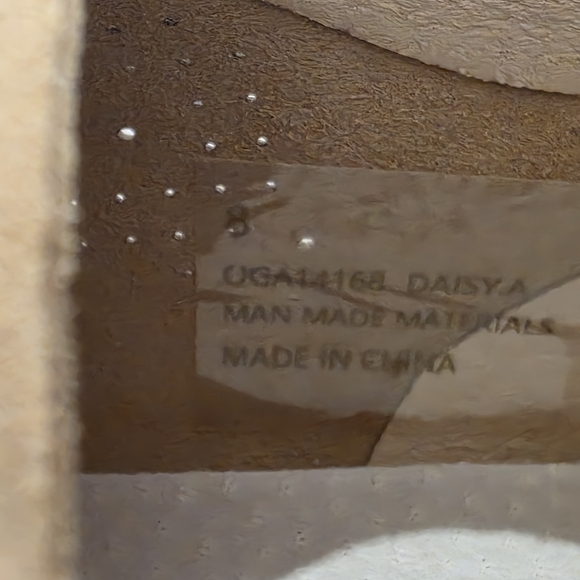 8
OGA14168 DAISY.A
MAN MADE MATERIALS
MADE IN CHINA